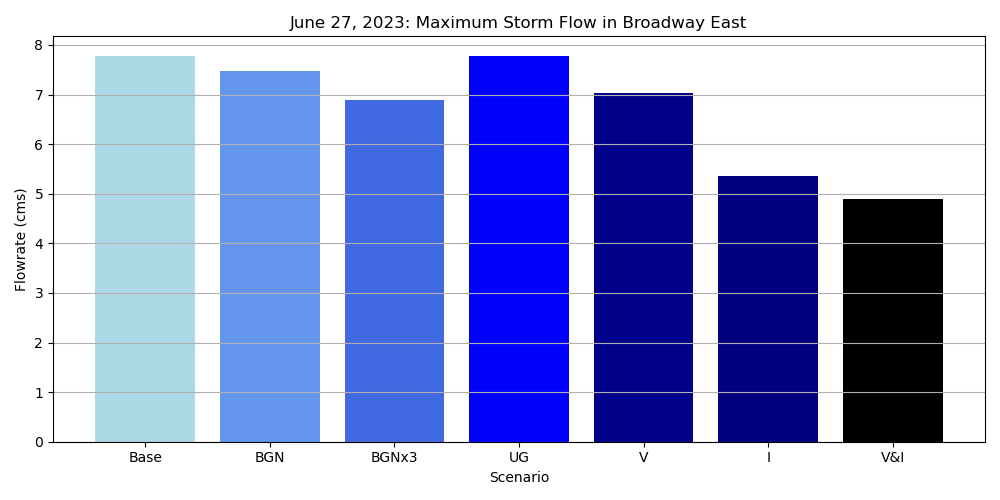 June 27, 2023: Maximum Storm Flow in Broadway East
8
7
6
5
4
3
2
1
0
Flowrate (cms)
Base BGN BGNx3 UG V I V&I
Scenario